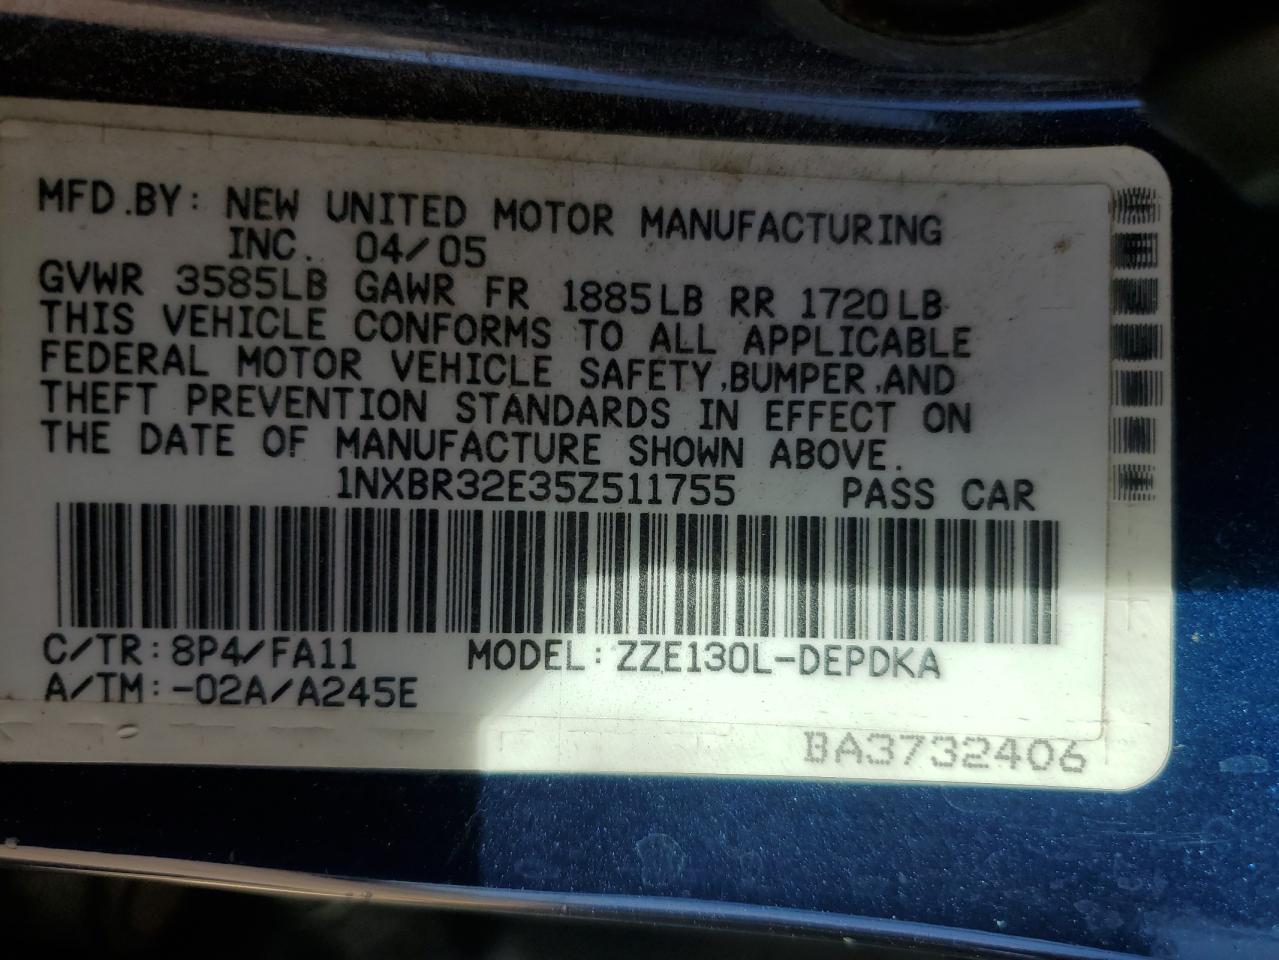 MFD.BY: NEW UNITED MOTOR MANUFACTURING
INC. 04/05
GVWR 3585LB GAWR FR 1885LB RR 1720LB
THIS VEHICLE CONFORMS TO ALL APPLICABLE
FEDERAL MOTOR VEHICLE SAFETY,BUMPER,AND
THEFT PREVENTION STANDARDS IN EFFECT ON
THE DATE OF MANUFACTURE SHOWN ABOVE.
1NXBR32E35Z511755 PASS CAR
C/TR:8P4/FA11 MODEL:ZZE130L-DEPDKA
A/TM:-02A/A245E
BA3732406